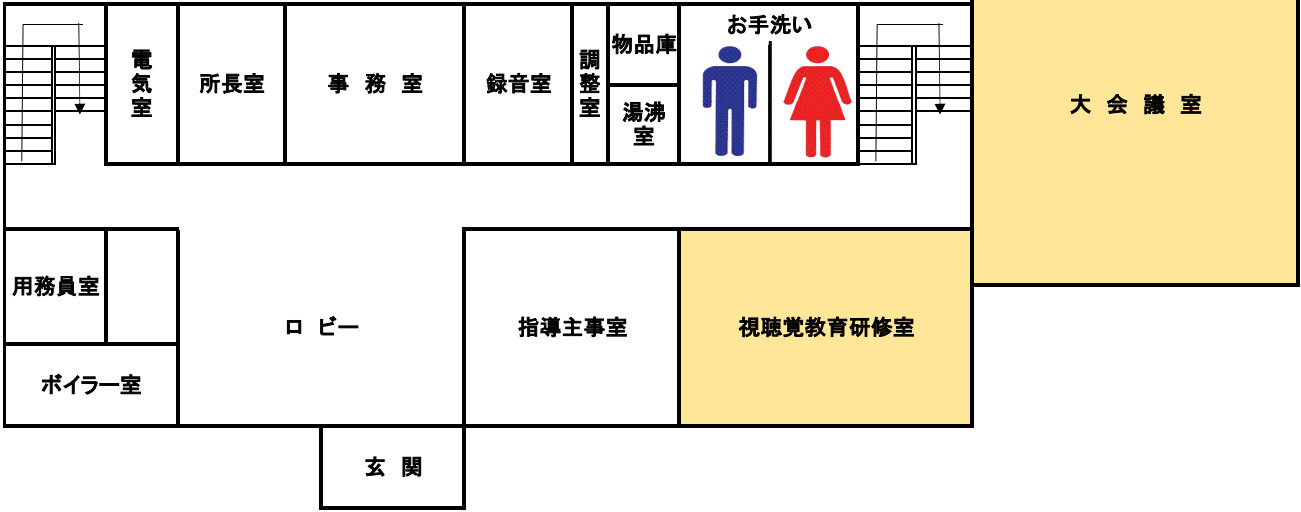 電気室
所長室
事 務 室
録音室
調整室
物品庫
湯沸
室
お手洗い
大 会 議 室
用務員室
ロ ビー
指導主事室
視聴覚教育研修室
ボイラー室
玄 関